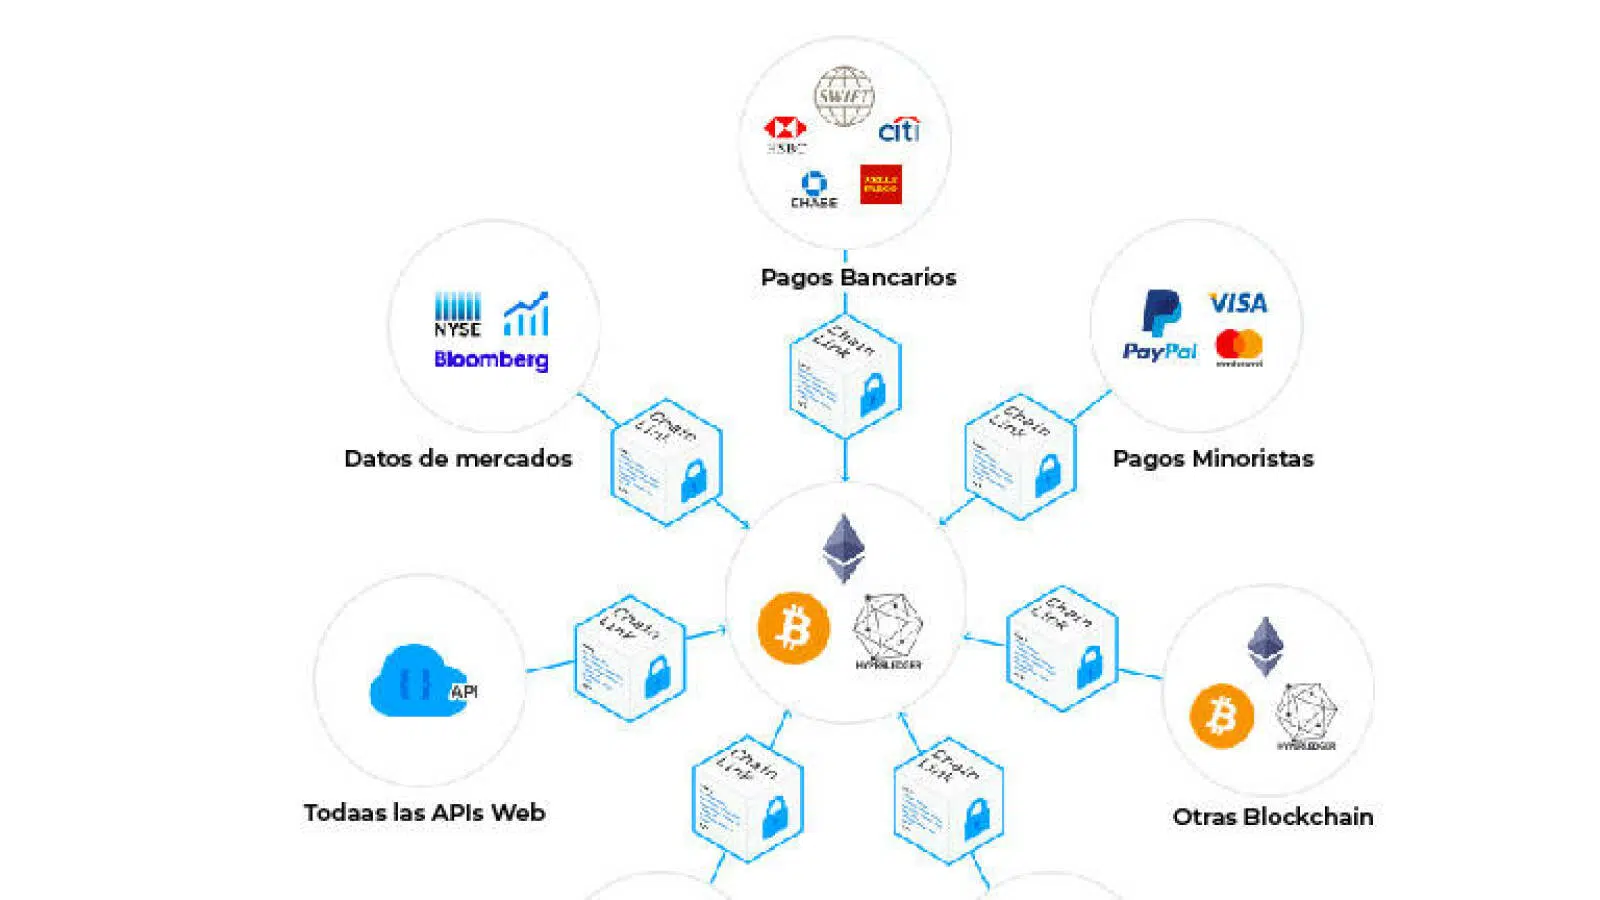 SWIFT
HSBC
citi
CHASE
WELLS
FARGO
Pagos Bancarios
NYSE
Bloomberg
Datos de mercados
PayPal
VISA
mastercard
Pagos Minoristas
Chain
Link
Chain
Link
Chain
Link
HYPERLEDGER
API
Todaas las APIs Web
Chain
Link
Chain
Link
HYPERLEDGER
Otras Blockchain
Chain
Link
Chain
Link